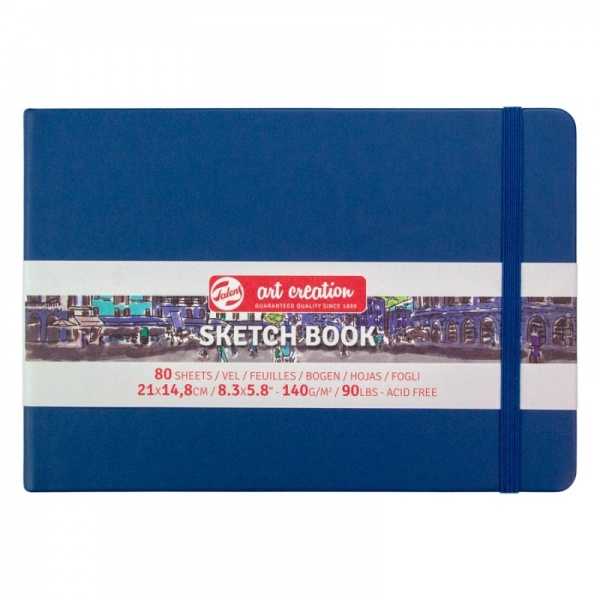 Talens
art creation
GUARANTEED QUALITY SINCE 1899
SKETCH BOOK
80 SHEETS / VEL / FEUILLES / BOGEN / HOJAS / FOGLI
21X14,8CM / 8.3X5.8" - 140G/M² / 90LBS - ACID FREE